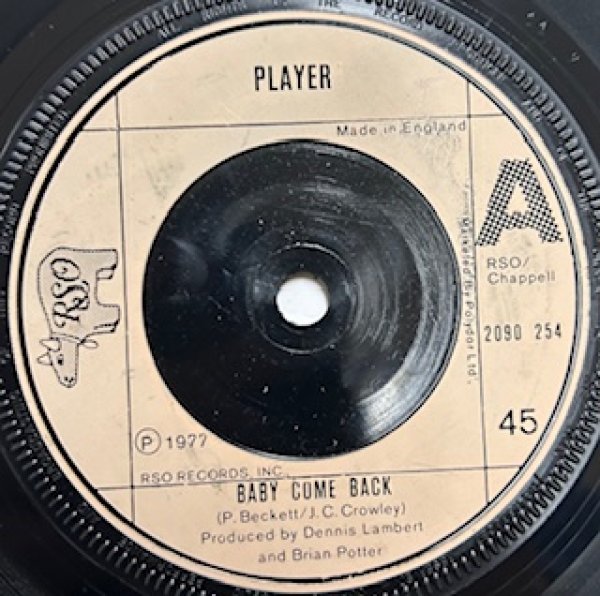 PLAYER
Made in England
A
RSO/
Chappell
RSO
Marketed By Polydor Ltd.
2090 254
45
Ⓟ 1977
RSO RECORDS, INC.
BABY COME BACK
(P. Beckett/J. C. Crowley)
Produced by Dennis Lambert
and Brian Potter